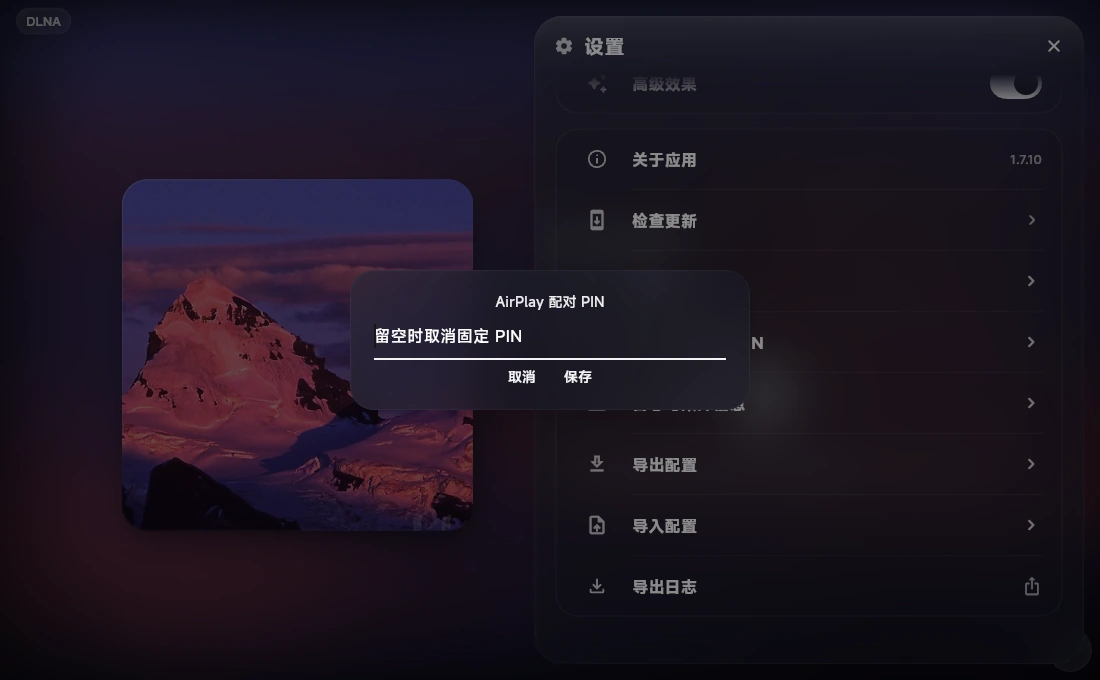 DLNA
设置
高级效果
关于应用
1.7.10
检查更新
AirPlay 配对 PIN
留空时取消固定 PIN
取消
保存
N
导出配置
导入配置
导出日志